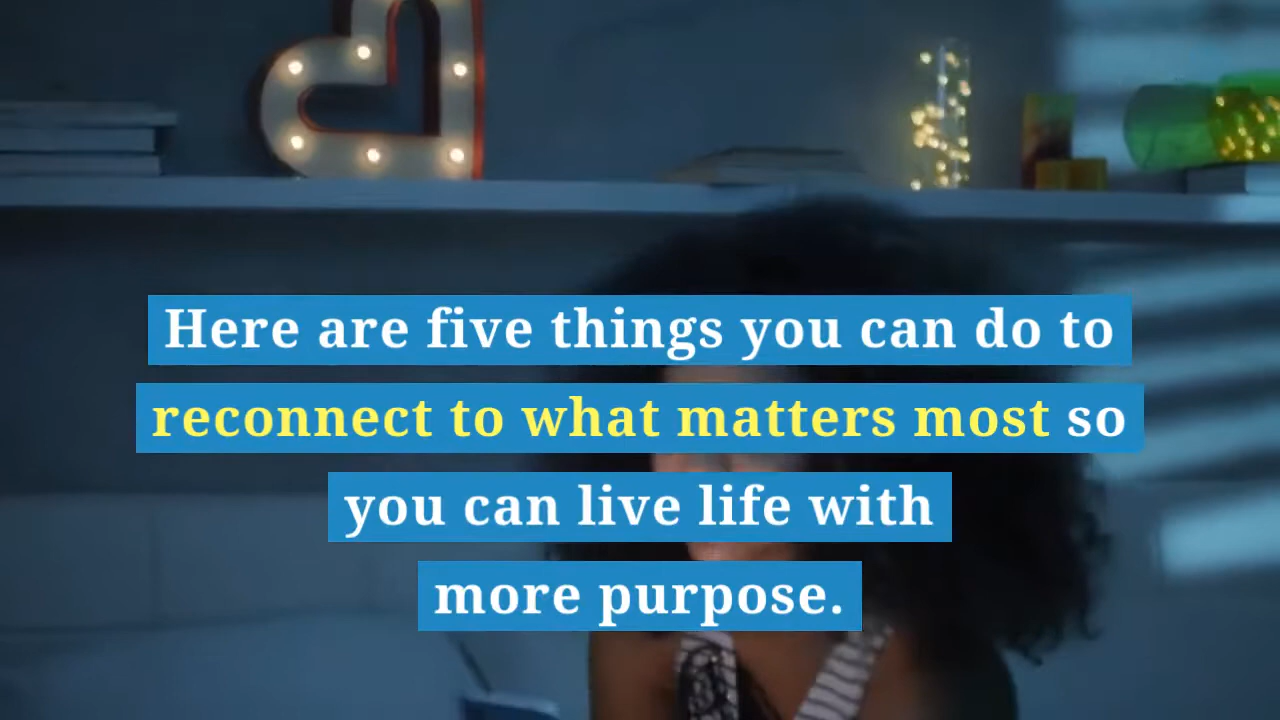 Here are five things you can do to
reconnect to what matters most so
you can live life with
more purpose.